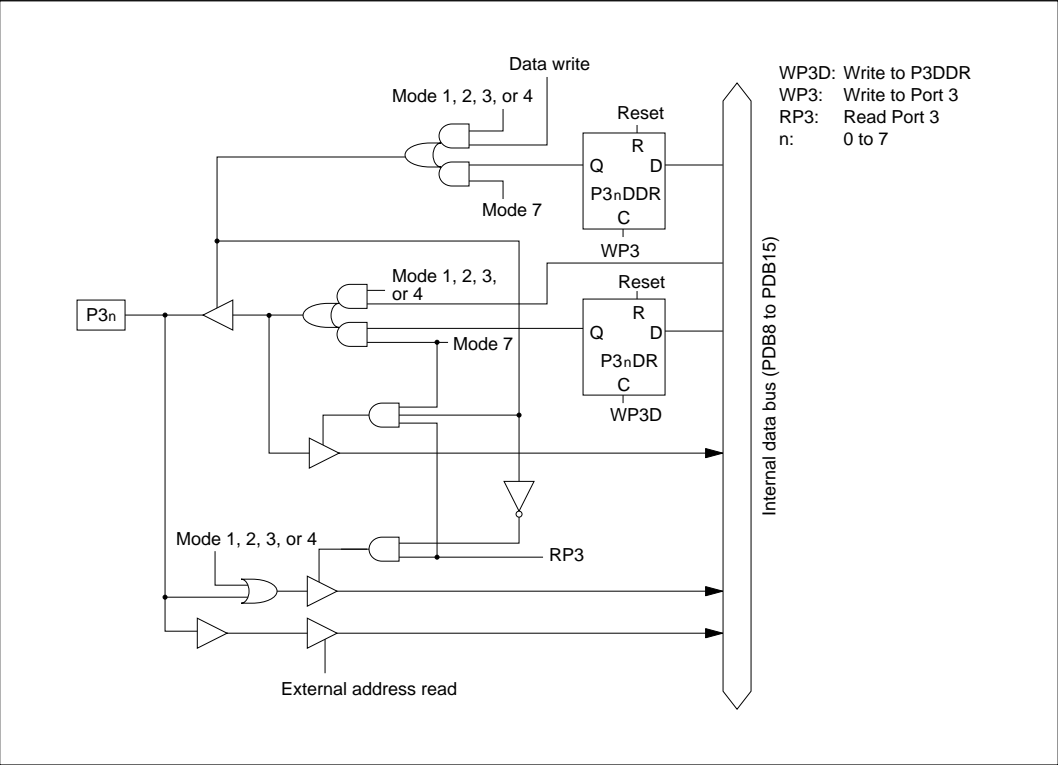 Data write
Mode 1, 2, 3, or 4
WP3D: Write to P3DDR
WP3: Write to Port 3
RP3: Read Port 3
n: 0 to 7
Reset
R
Q D
P3nDDR
C
Mode 7
WP3
Mode 1, 2, 3,
or 4
Reset
R
Q D
P3nDR
C
WP3D
P3n
Mode 7
Internal data bus (PDB8 to PDB15)
Mode 1, 2, 3, or 4
RP3
External address read